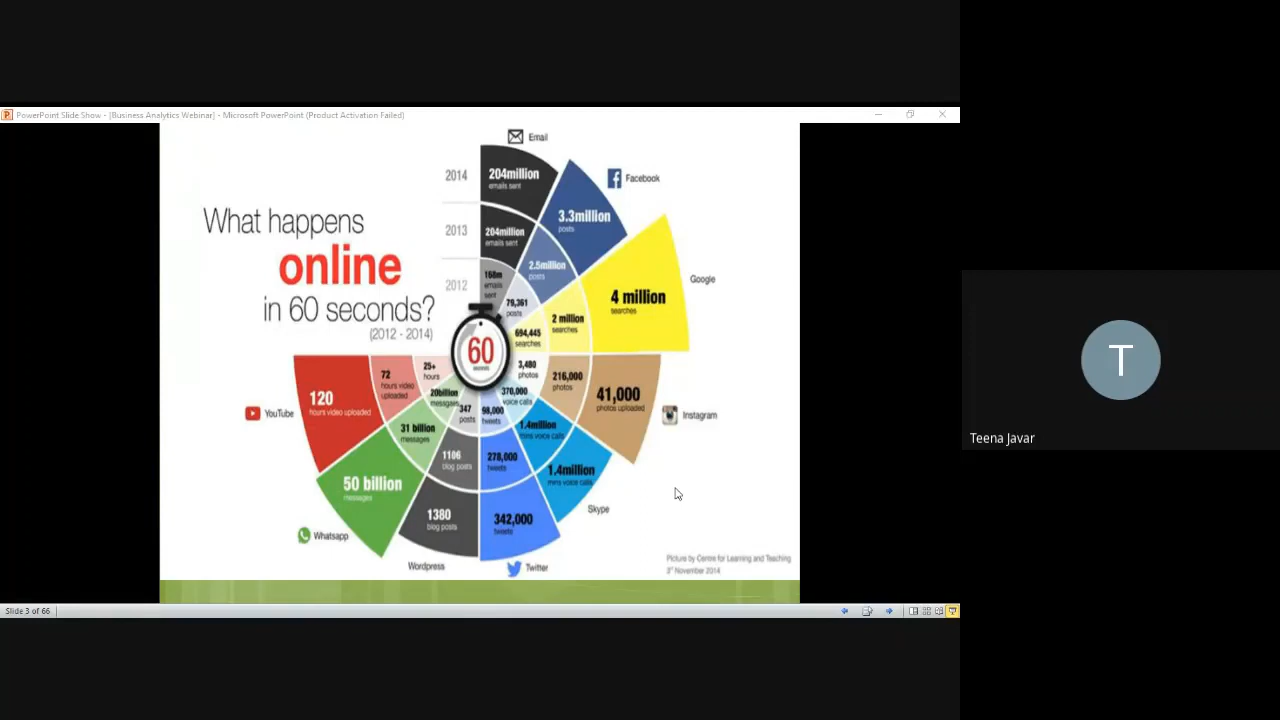 PowerPoint Slide Show - [Business Analytics Webinar] - Microsoft PowerPoint (Product Activation Failed)
What happens
online
in 60 seconds?
(2012 - 2014)
2014
2013
2012
Email
204million
emails sent
204million
emails sent
168m
emails
sent
Facebook
3.3million
posts
2.5million
posts
79,361
posts
Google
4 million
searches
2 million
searches
694,445
searches
Instagram
41,000
photos uploaded
216,000
photos
3,480
photos
Skype
1.4million
mins voice calls
1.4million
mins voice calls
370,000
voice calls
Twitter
342,000
tweets
278,000
tweets
98,000
tweets
Wordpress
1380
blog posts
1106
blog posts
347
posts
Whatsapp
50 billion
messages
31 billion
messages
20billion
messages
YouTube
120
hours video uploaded
72
hours video
uploaded
25+
hours
60
seconds
Picture by Centre for Learning and Teaching
3rd November 2014
Slide 3 of 66
T
Teena Javar